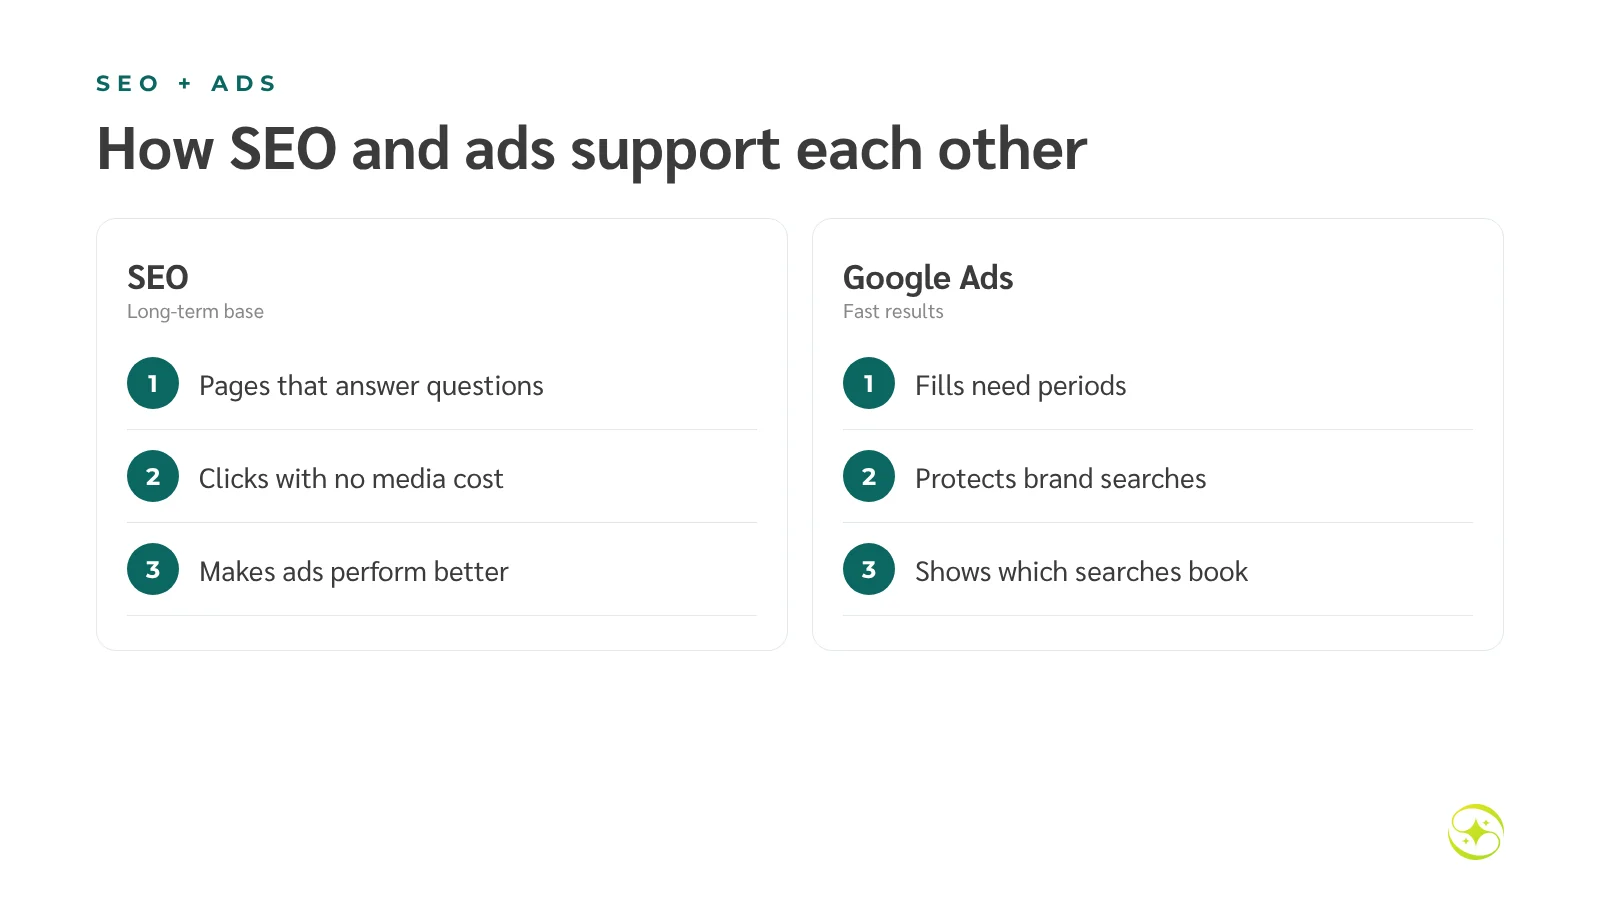 SEO + ADS
How SEO and ads support each other
SEO
Long-term base
1 Pages that answer questions
2 Clicks with no media cost
3 Makes ads perform better
Google Ads
Fast results
1 Fills need periods
2 Protects brand searches
3 Shows which searches book